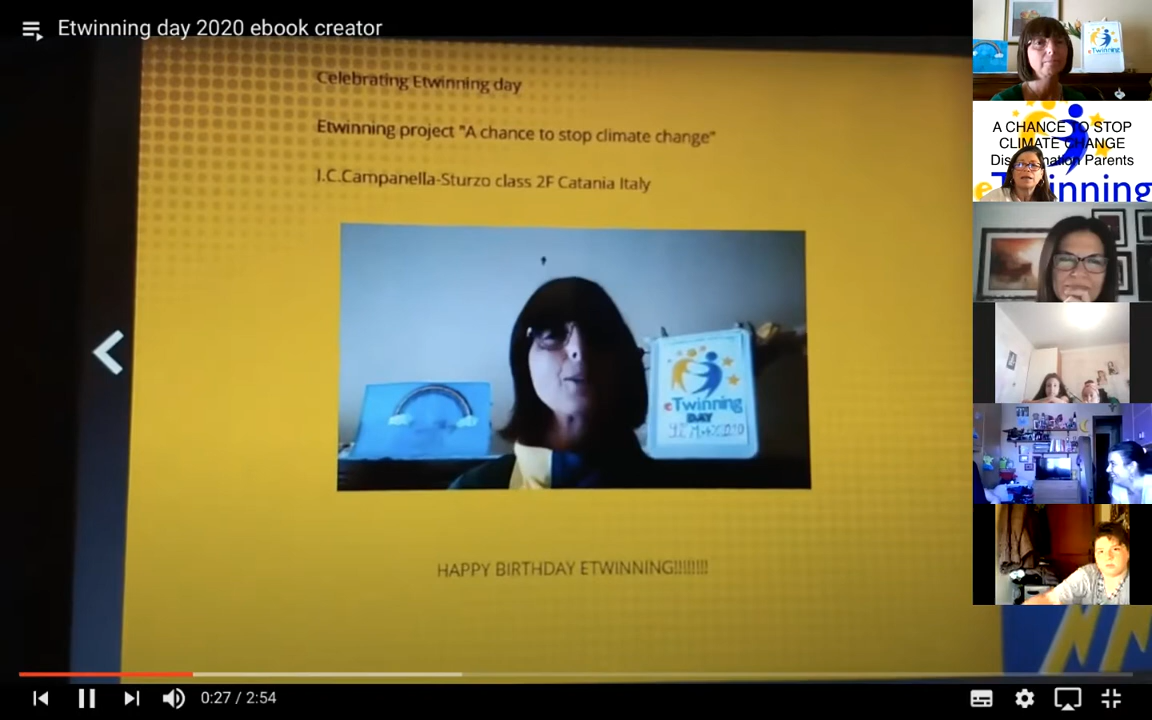 Etwinning day 2020 ebook creator
Celebrating Etwinning day
Etwinning project "A chance to stop climate change"
I.C.Campanella-Sturzo class 2F Catania Italy
eTwinning
DAY
HAPPY BIRTHDAY ETWINNING!!!!!!!!
0:27 / 2:54
eTwinning
A CHANCE TO STOP
CLIMATE CHANGE
Parents